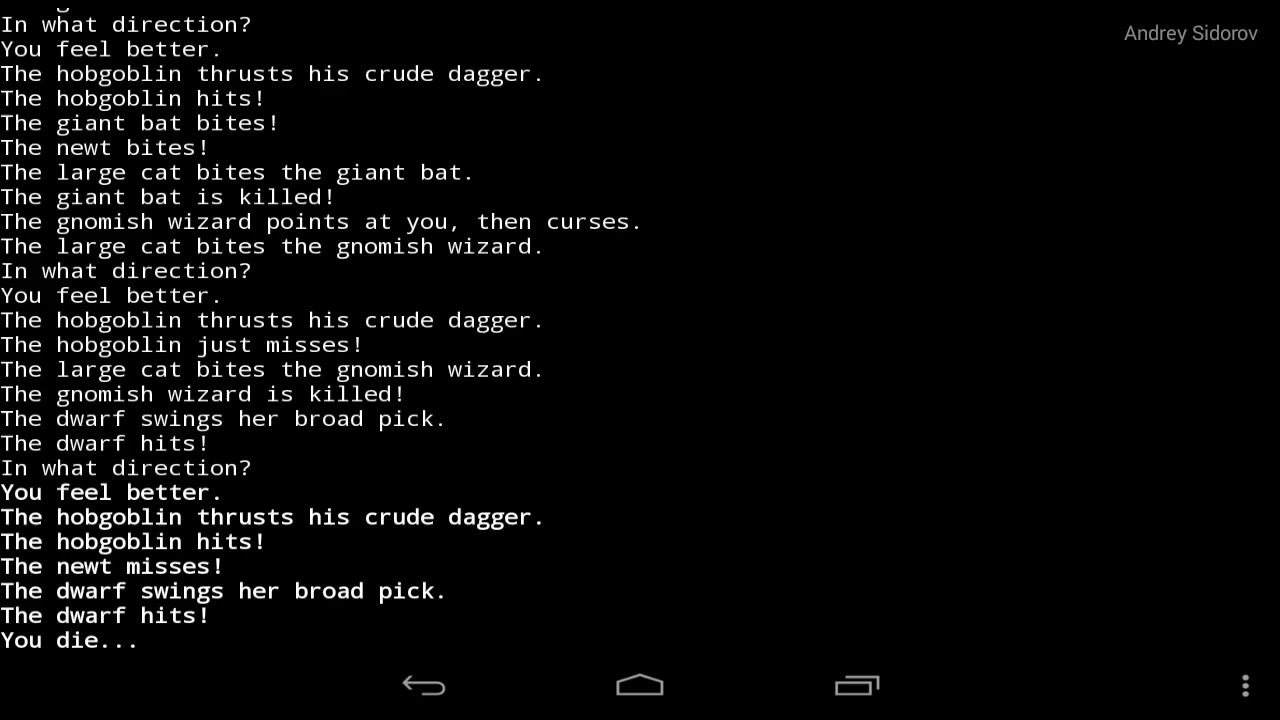 In what direction?
Andrey Sidorov
You feel better.
The hobgoblin thrusts his crude dagger.
The hobgoblin hits!
The giant bat bites!
The newt bites!
The large cat bites the giant bat.
The giant bat is killed!
The gnomish wizard points at you, then curses.
The large cat bites the gnomish wizard.
In what direction?
You feel better.
The hobgoblin thrusts his crude dagger.
The hobgoblin just misses!
The large cat bites the gnomish wizard.
The gnomish wizard is killed!
The dwarf swings her broad pick.
The dwarf hits!
In what direction?
You feel better.
The hobgoblin thrusts his crude dagger.
The hobgoblin hits!
The newt misses!
The dwarf swings her broad pick.
The dwarf hits!
You die...